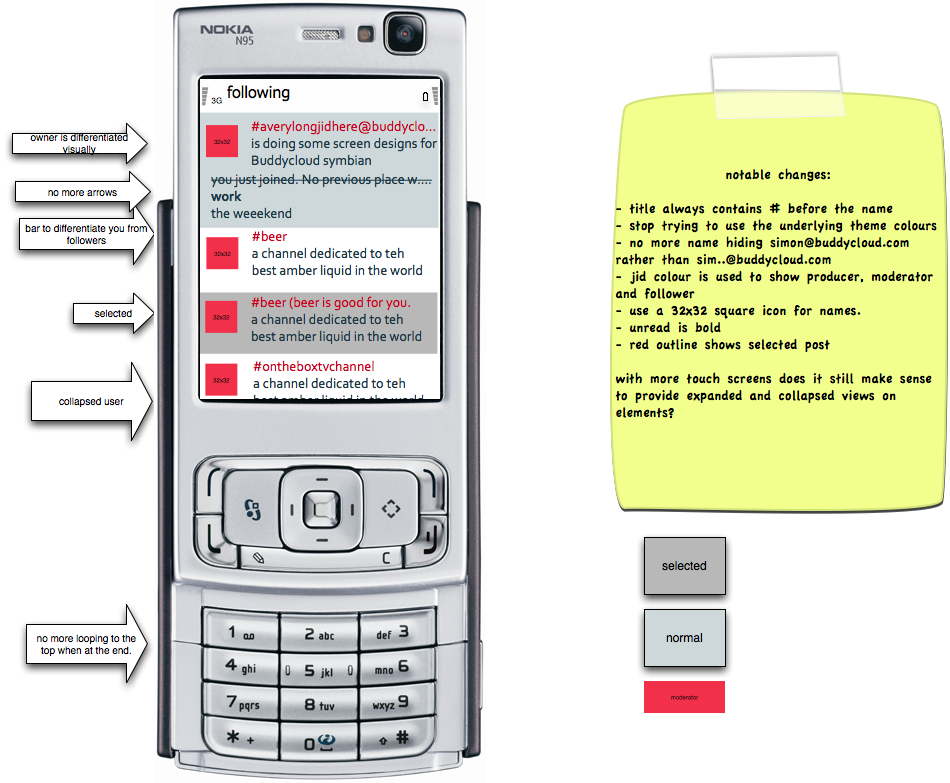 NOKIA
N95
3G following
#averylongjidhere@buddyclo...
32x32
is doing some screen designs for
Buddycloud symbian
you just joined. No previous place w....
work
the weeekend
#beer
32x32
a channel dedicated to teh
best amber liquid in the world
#beer (beer is good for you.
32x32
a channel dedicated to teh
best amber liquid in the world
#ontheboxtvchannel
32x32
a channel dedicated to teh
best amber liquid in the world
C
1
2 abc
def 3
4 ghi
5 jkl
mno 6
7 pqrs
8 tuv
wxyz 9
* +
0
#
owner is differentiated
visually
no more arrows
bar to differentiate you from
followers
selected
collapsed user
no more looping to the
top when at the end.
notable changes:
- title always contains # before the name
- stop trying to use the underlying theme colours
- no more name hiding simon@buddycloud.com
rather than sim..@buddycloud.com
- jid colour is used to show producer, moderator
and follower
- use a 32x32 square icon for names.
- unread is bold
- red outline shows selected post
with more touch screens does it still make sense
to provide expanded and collapsed views on
elements?
selected
normal
moderator